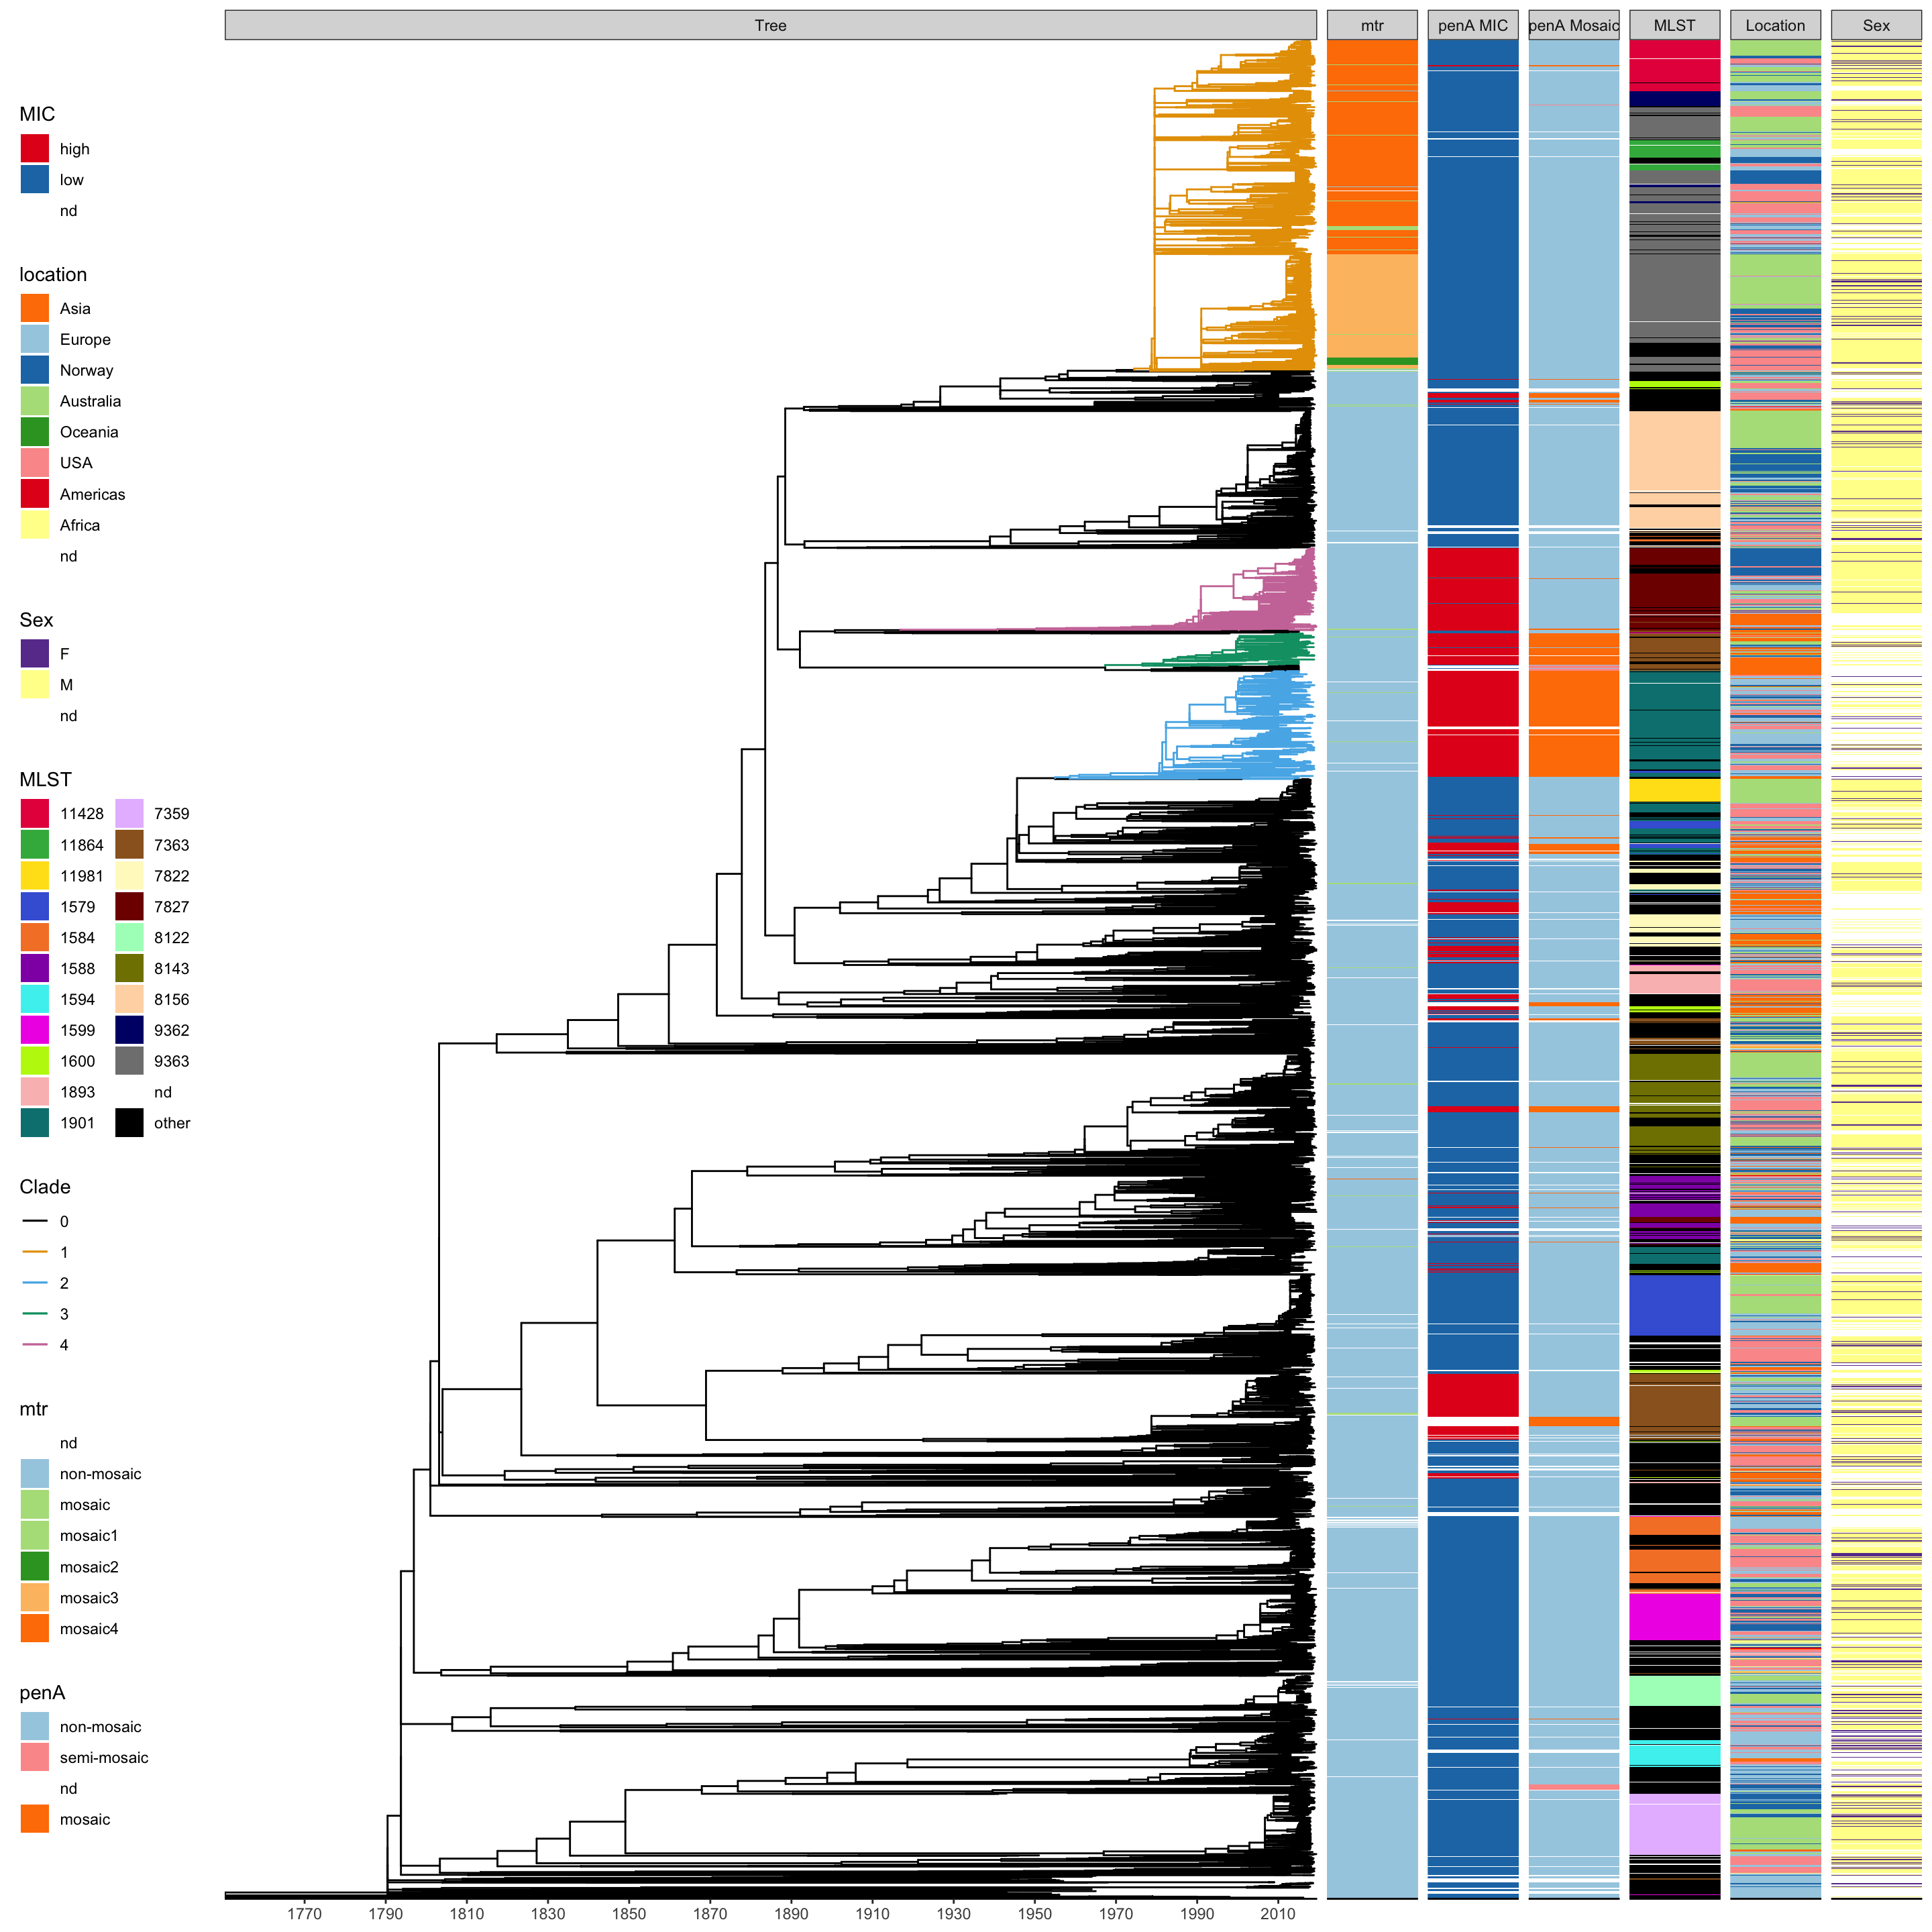 Tree mtr penA MIC penA Mosaic MLST Location Sex
MIC
high
low
nd
location
Asia
Europe
Norway
Australia
Oceania
USA
Americas
Africa
nd
Sex
F
M
nd
MLST
11428 7359
11864 7363
11981 7822
1579 7827
1584 8122
1588 8143
1594 8156
1599 9362
1600 9363
1893 nd
1901 other
Clade
0
1
2
3
4
mtr
nd
non-mosaic
mosaic
mosaic1
mosaic2
mosaic3
mosaic4
penA
non-mosaic
semi-mosaic
nd
mosaic
1770 1790 1810 1830 1850 1870 1890 1910 1930 1950 1970 1990 2010